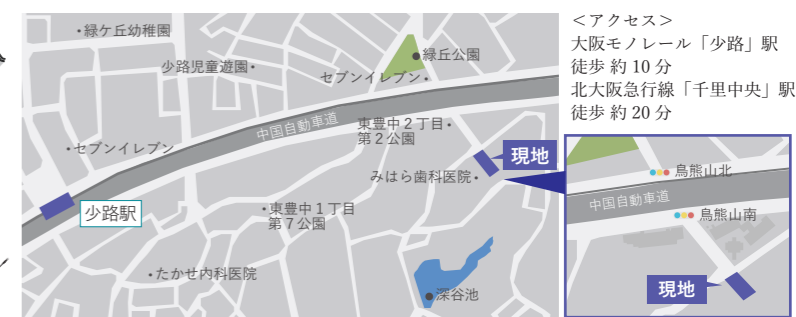 ・緑ケ丘幼稚園
緑丘公園
少路児童遊園・
セブンイレブン・
中国自動車道
東豊中2丁目・
第2公園
・セブンイレブン
現地
みはら歯科医院・
少路駅
・東豊中1丁目
第7公園
・たかせ内科医院
深谷池
＜アクセス＞
大阪モノレール「少路」駅
徒歩 約10分
北大阪急行線「千里中央」駅
徒歩 約20分
鳥熊山北
中国自動車道
鳥熊山南
現地